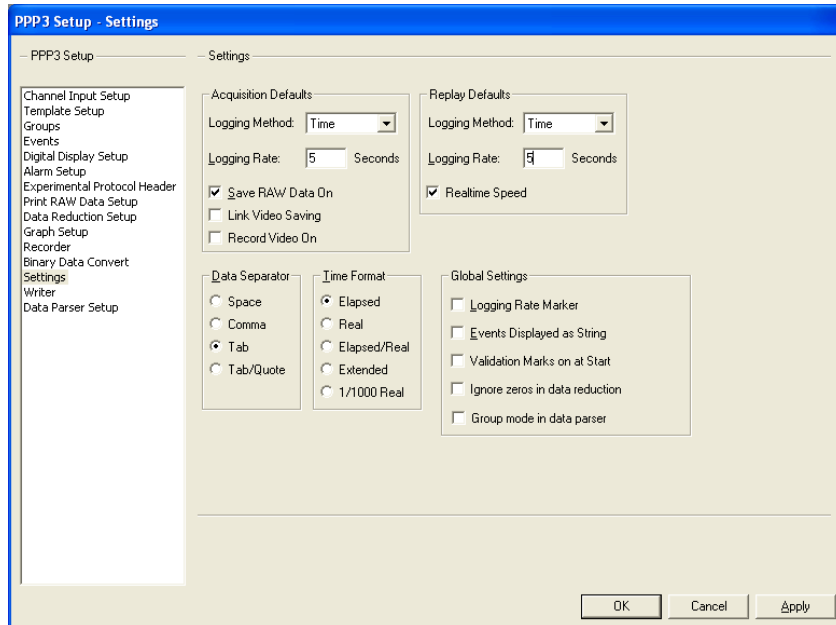 PPP3 Setup - Settings
PPP3 Setup
Channel Input Setup
Template Setup
Groups
Events
Digital Display Setup
Alarm Setup
Experimental Protocol Header
Print RAW Data Setup
Data Reduction Setup
Graph Setup
Recorder
Binary Data Convert
Settings
Writer
Data Parser Setup
Settings
Acquisition Defaults
Logging Method: Time
Logging Rate: 5 Seconds
Save RAW Data On
Link Video Saving
Record Video On
Replay Defaults
Logging Method: Time
Logging Rate: 5 Seconds
Realtime Speed
Data Separator
Space
Comma
Tab
Tab/Quote
Time Format
Elapsed
Real
Elapsed/Real
Extended
1/1000 Real
Global Settings
Logging Rate Marker
Events Displayed as String
Validation Marks on at Start
Ignore zeros in data reduction
Group mode in data parser
OK Cancel Apply